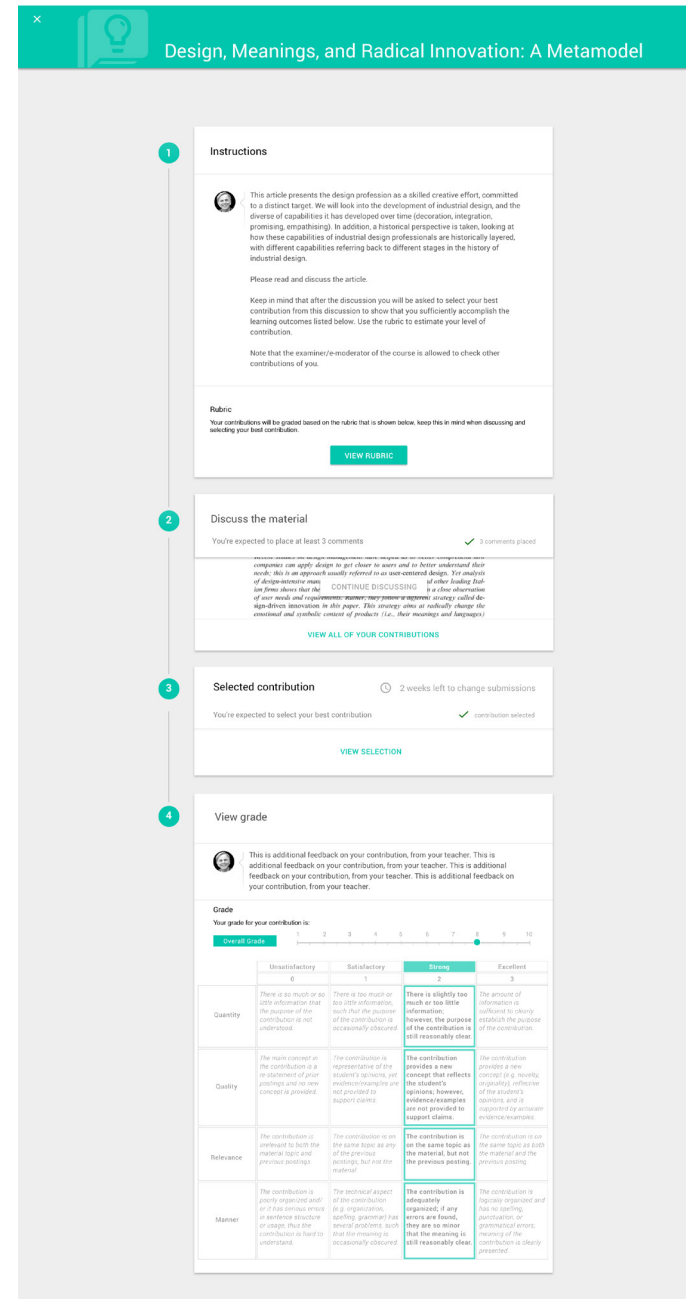 ×
Design, Meanings, and Radical Innovation: A Metamodel
1
Instructions
This article presents the design profession as a skilled creative effort, committed
to a distinct target. We will look into the development of industrial design, and the
diverse of capabilities it has developed over time (decoration, integration,
promising, empathising). In addition, a historical perspective is taken, looking at
how these capabilities of industrial design professionals are historically layered,
with different capabilities referring back to different stages in the history of
industrial design.
Please read and discuss the article.
Keep in mind that after the discussion you will be asked to select your best
contribution from this discussion to show that you sufficiently accomplish the
learning outcomes listed below. Use the rubric to estimate your level of
contribution.
Note that the examiner/e-moderator of the course is allowed to check other
contributions of you.
Rubric
Your contributions will be graded based on the rubric that is shown below, keep this in mind when discussing and
selecting your best contribution.
VIEW RUBRIC
2
Discuss the material
You're expected to place at least 3 comments
3 comments placed
companies can apply design to get closer to users and to better understand their
needs; this is an approach usually referred to as user-centered design. Yet analysis
of design-intensive manu
d other leading Ital-
ian firms shows that the
CONTINUE DISCUSSING
n a close observation
of user needs and requirements. Rather, they follow a different strategy called de-
sign-driven innovation in this paper. This strategy aims at radically change the
emotional and symbolic content of products (i.e., their meanings and languages)
VIEW ALL OF YOUR CONTRIBUTIONS
3
Selected contribution
2 weeks left to change submissions
You're expected to select your best contribution
contribution selected
VIEW SELECTION
4
View grade
This is additional feedback on your contribution, from your teacher. This is
additional feedback on your contribution, from your teacher. This is additional
feedback on your contribution, from your teacher. This is additional feedback on
your contribution, from your teacher.
Grade
Your grade for your contribution is:
Overall Grade
1 2 3 4 5 6 7 8 9 10
Unsatisfactory Satisfactory Strong Excellent
0 1 2 3
Quantity
There is so much or so
little information that
the purpose of the
contribution is not
understood.
There is too much or
too little information,
such that the purpose
of the contribution is
occasionally obscured.
There is slightly too
much or too little
information;
however, the purpose
of the contribution is
still reasonably clear.
The amount of
information is
sufficient to clearly
establish the purpose
of the contribution.
Quality
The main concept in
the contribution is a
re-statement of prior
postings and no new
concept is provided.
The contribution is
representative of the
student's opinions, yet
evidence/examples are
not provided to
support claims.
The contribution
provides a new
concept that reflects
the student's
opinions; however,
evidence/examples
are not provided to
support claims.
The contribution
provides a new
concept (e.g. novelty,
originality), reflective
of the student's
opinions; and is
supported by accurate
evidence/examples.
Relevance
The contribution is
irrelevant to both the
material topic and
previous postings
The contribution is on
the same topic as any
of the previous
postings, but not the
material
The contribution is
on the same topic as
the material, but not
the previous posting.
The contribution is on
the same topic as both
the material and the
previous posting
Manner
The contribution is
poorly organized and/
or it has serious errors
in sentence structure
or usage, thus the
contribution is hard to
understand.
The technical aspect
of the contribution
(e.g. organization,
spelling, grammar) has
several problems, such
that the meaning is
occasionally obscured.
The contribution is
adequately
organized; if any
errors are found,
they are so minor
that the meaning is
still reasonably clear.
The contribution is
logically organized and
has no spelling,
punctuation, or
grammatical errors;
meaning of the
contribution is clearly
presented